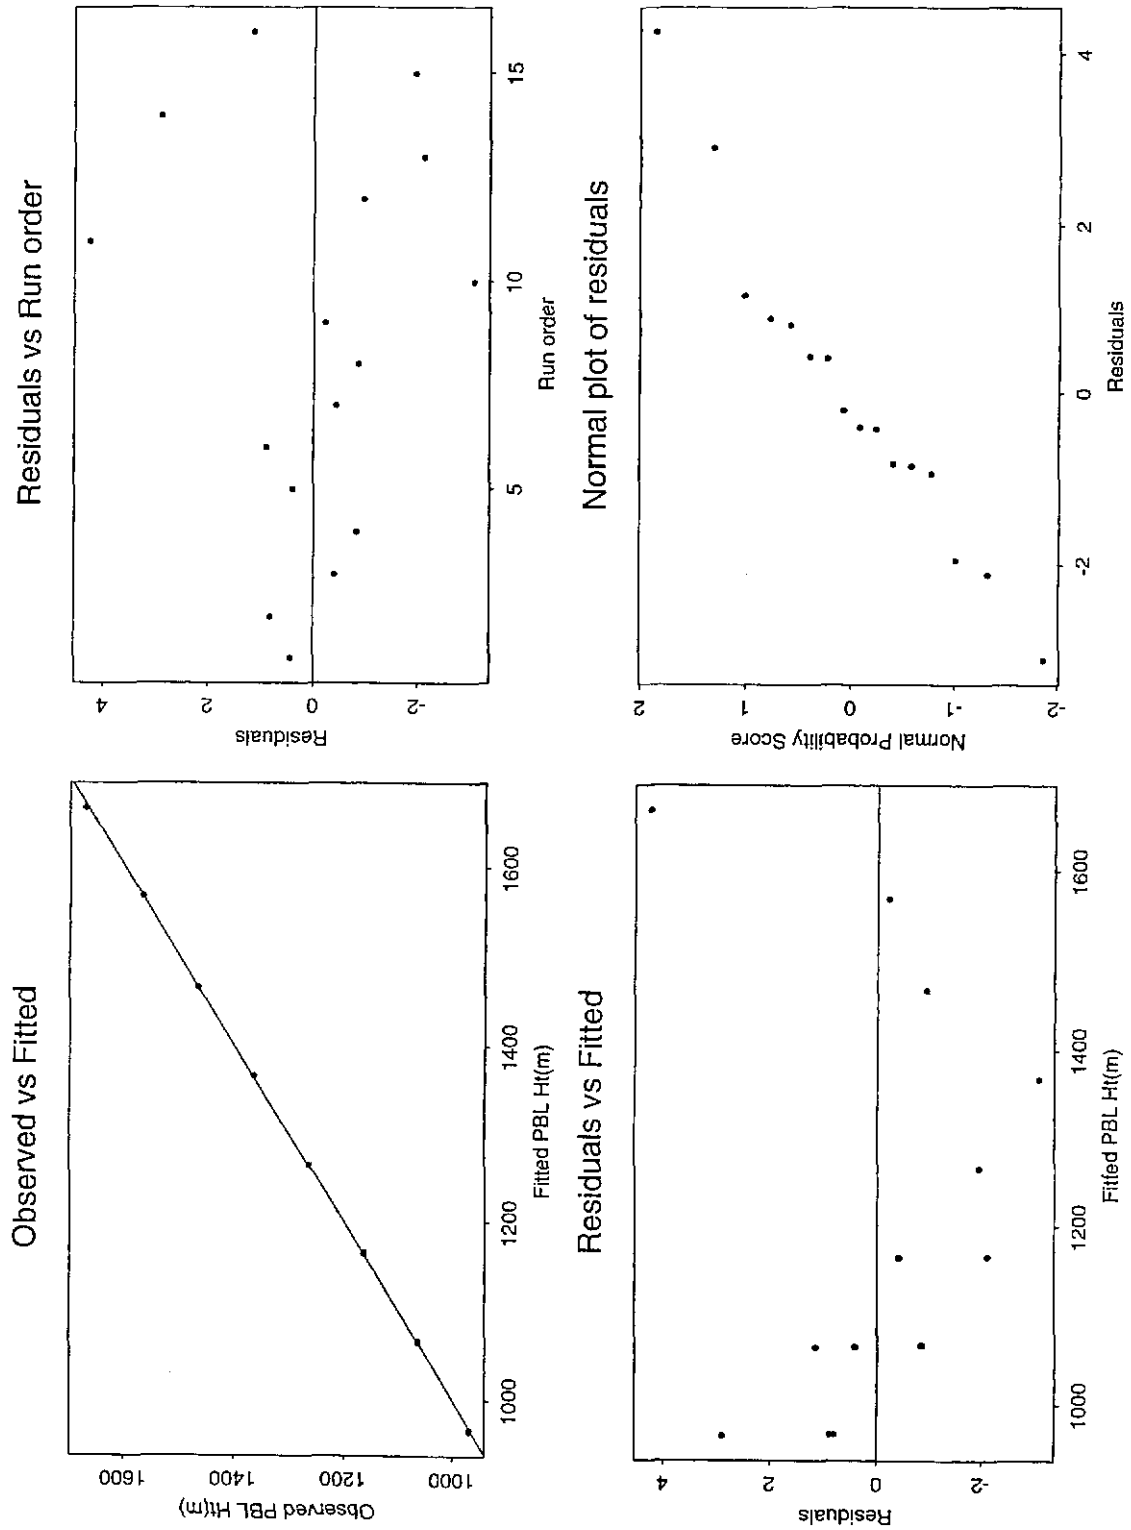 Observed vs Fitted
Observed PBL Ht(m)
1000
1200
1400
1600
1000
1200
1400
1600
Fitted PBL Ht(m)
Residuals vs Run order
Residuals
-2
0
2
4
5
10
15
Run order
Residuals vs Fitted
Residuals
-2
0
2
4
1000
1200
1400
1600
Fitted PBL Ht(m)
Normal plot of residuals
Normal Probability Score
-2
-1
0
1
2
-2
0
2
4
Residuals